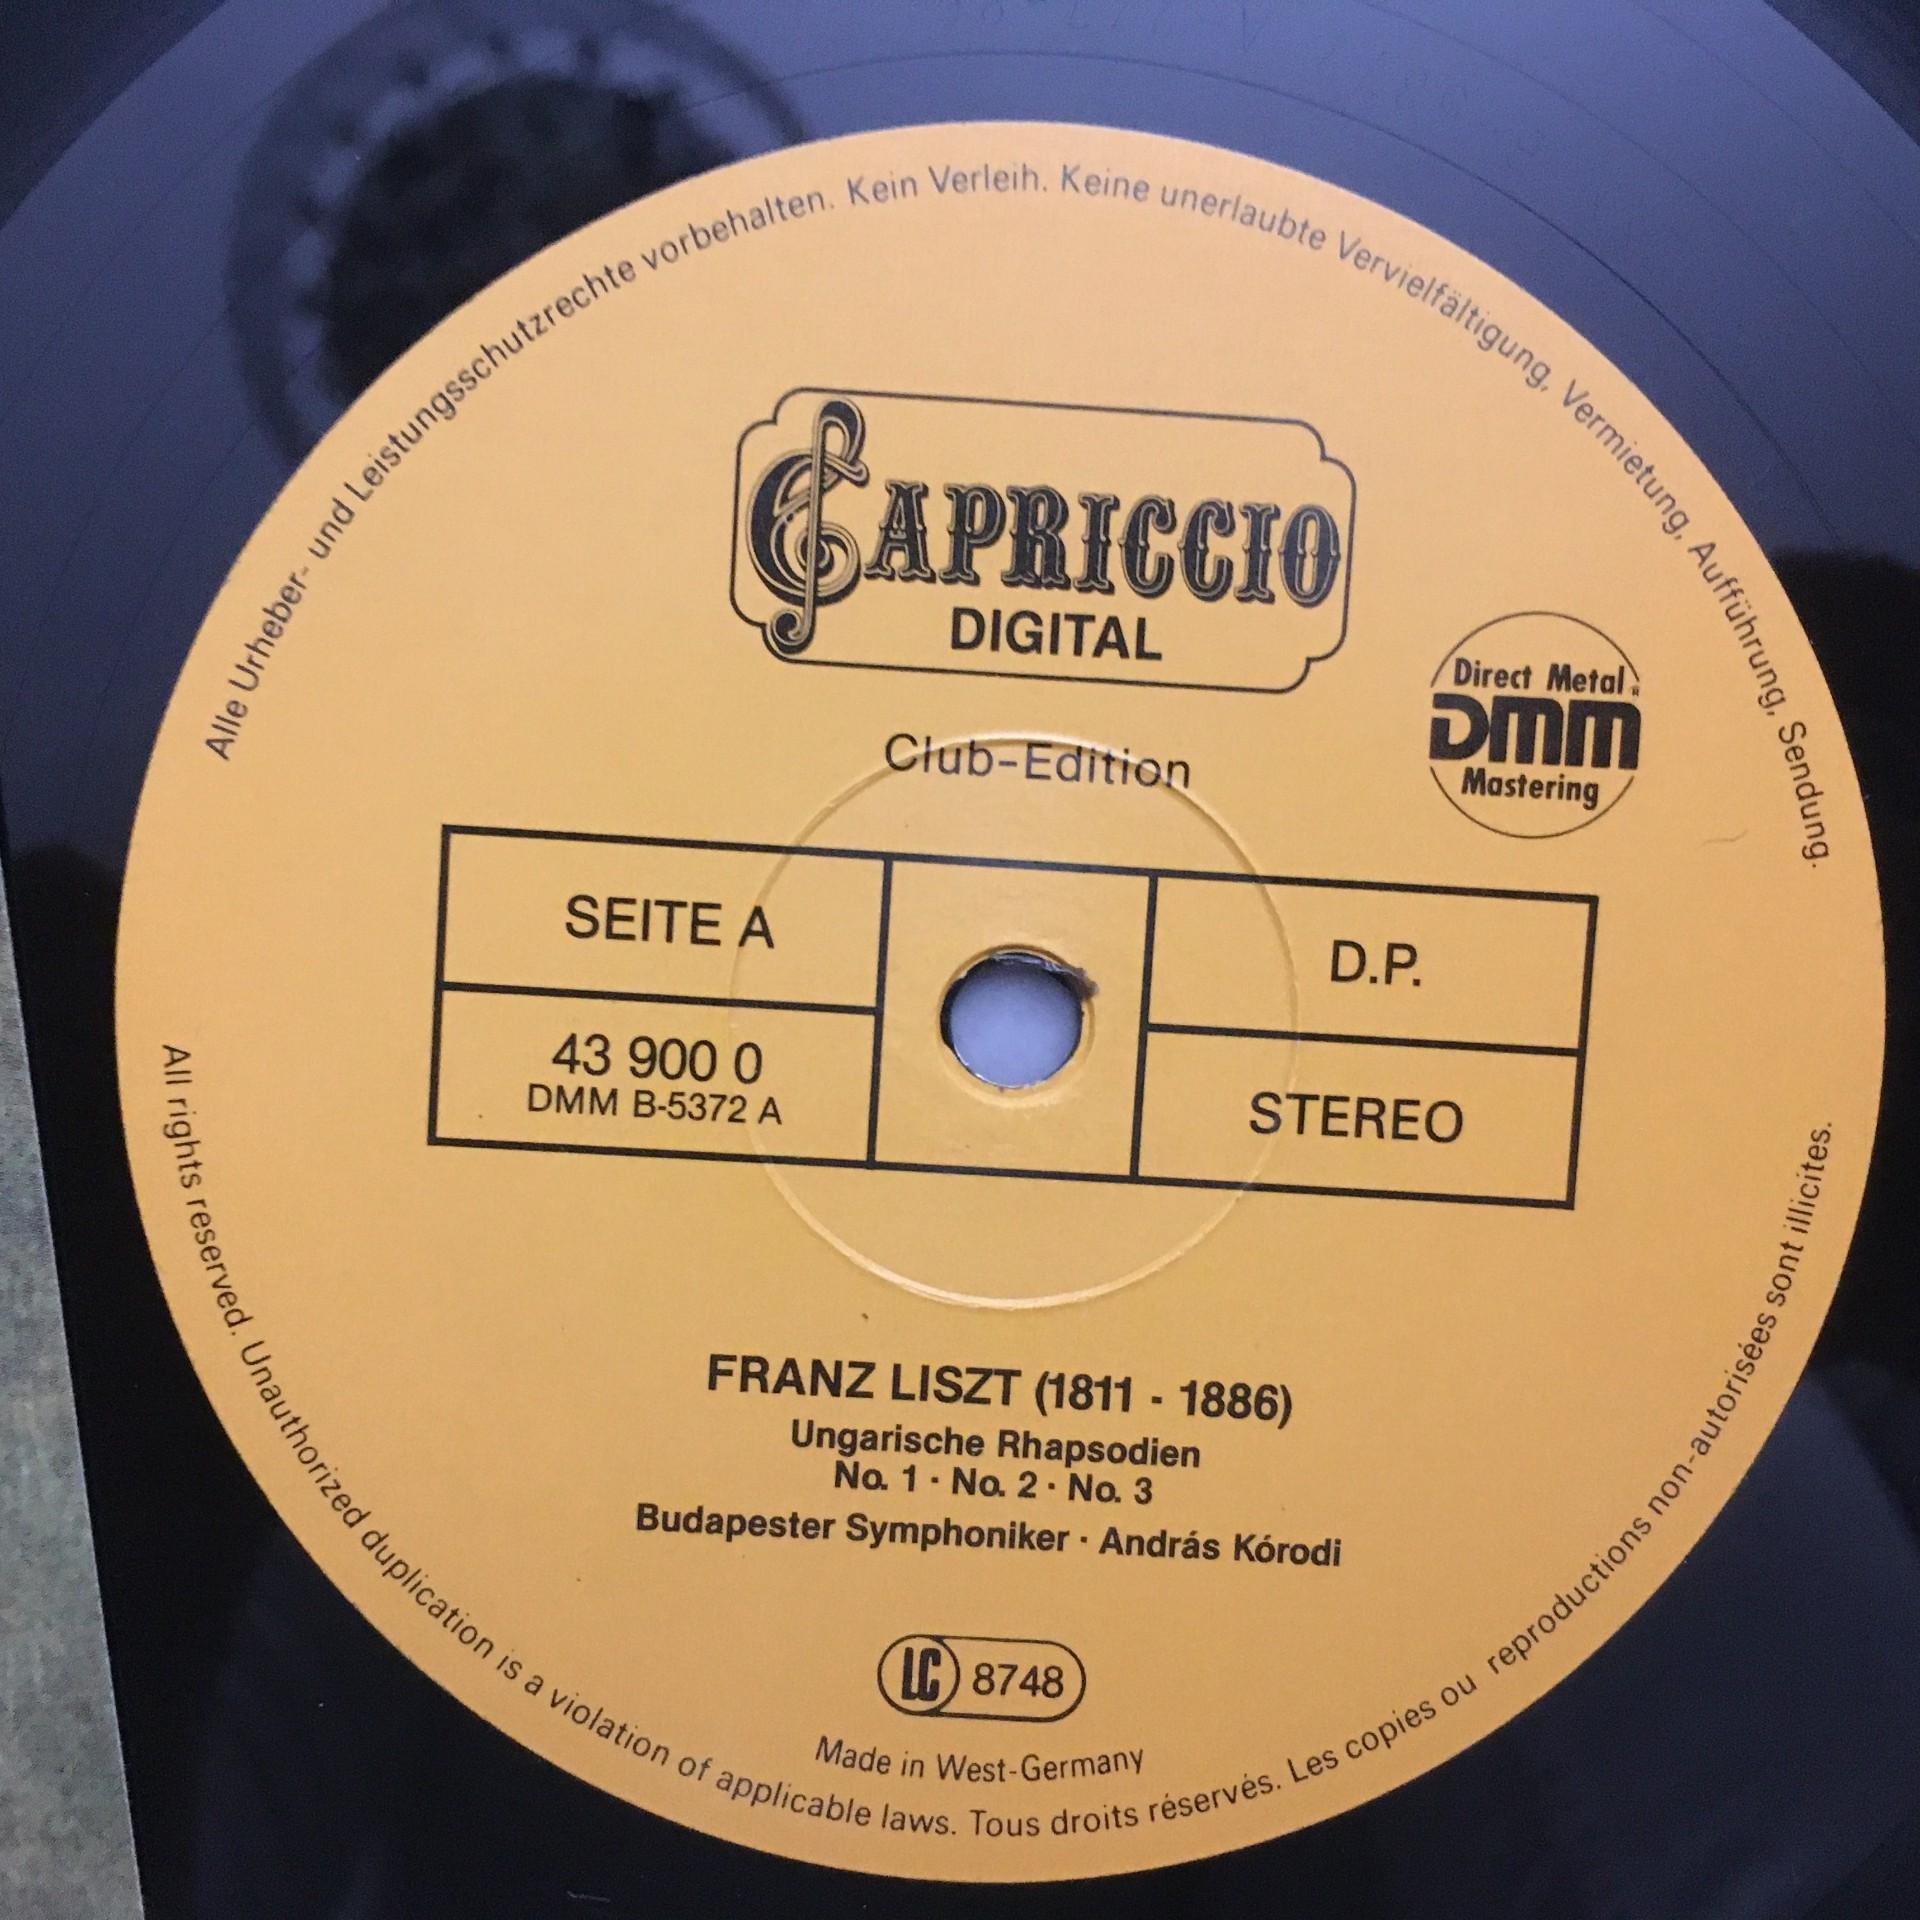 Alle Urheber- und Leistungsschutzrechte vorbehalten. Kein Verleih. Keine unerlaubte Vervielfältigung, Vermietung, Aufführung, Sendung.
CAPRICCIO
DIGITAL
Direct Metal
DMM
Mastering
Club-Edition
SEITE A
D.P.
43 900 0
DMM B-5372 A
STEREO
FRANZ LISZT (1811 - 1886)
Ungarische Rhapsodien
No. 1 · No. 2 · No. 3
Budapester Symphoniker · András Kórodi
LC 8748
Made in West-Germany
All rights reserved. Unauthorized duplication is a violation of applicable laws. Tous droits réservés. Les copies ou reproductions non-autorisées sont illicites.